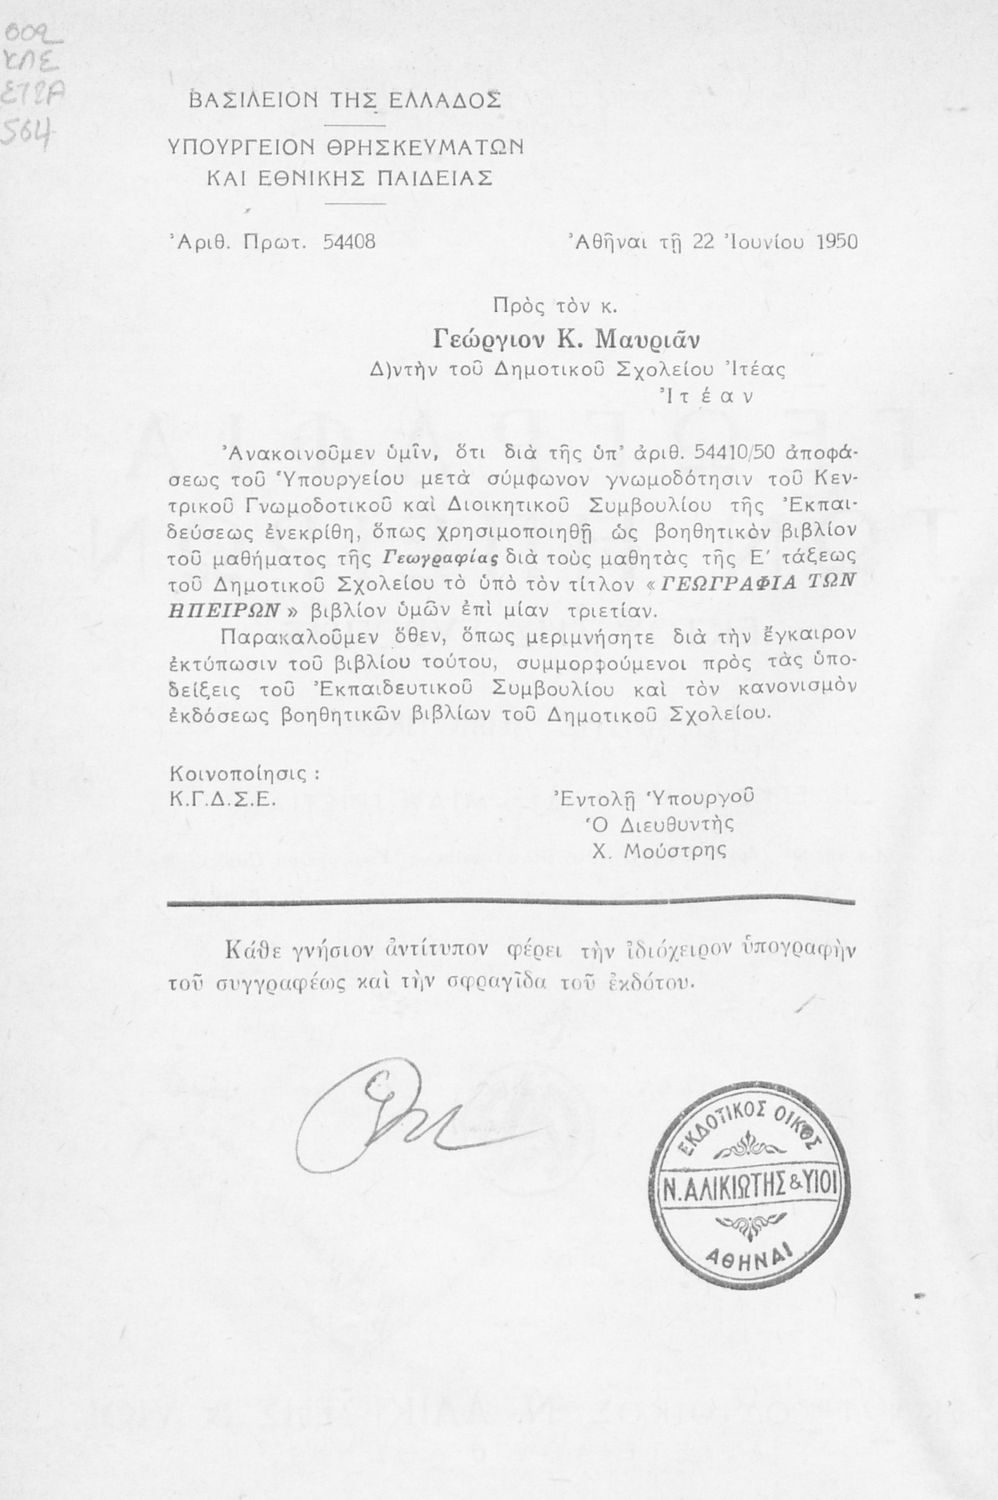 002
ΚΛΕ
ΕΤ2Α
564
ΒΑΣΙΛΕΙΟΝ ΤΗΣ ΕΛΛΑΔΟΣ
ΥΠΟΥΡΓΕΙΟΝ ΘΡΗΣΚΕΥΜΑΤΩΝ
ΚΑΙ ΕΘΝΙΚΗΣ ΠΑΙΔΕΙΑΣ
Ἀριθ. Πρωτ. 54408
Ἀθῆναι τῇ 22 Ἰουνίου 1950
Πρὸς τὸν κ.
Γεώργιον Κ. Μαυριᾶν
Δ)ντὴν τοῦ Δημοτικοῦ Σχολείου Ἰτέας
Ἰτέαν
Ἀνακοινοῦμεν ὑμῖν, ὅτι διὰ τῆς ὑπ' ἀριθ. 54410/50 ἀποφά-
σεως τοῦ Ὑπουργείου μετὰ σύμφωνον γνωμοδότησιν τοῦ Κεν-
τρικοῦ Γνωμοδοτικοῦ καὶ Διοικητικοῦ Συμβουλίου τῆς Ἐκπαι-
δεύσεως ἐνεκρίθη, ὅπως χρησιμοποιηθῇ ὡς βοηθητικὸν βιβλίον
τοῦ μαθήματος τῆς Γεωγραφίας διὰ τοὺς μαθητὰς τῆς Ε' τάξεως
τοῦ Δημοτικοῦ Σχολείου τὸ ὑπὸ τὸν τίτλον «ΓΕΩΓΡΑΦΙΑ ΤΩΝ
ΗΠΕΙΡΩΝ» βιβλίον ὑμῶν ἐπὶ μίαν τριετίαν.
Παρακαλοῦμεν ὅθεν, ὅπως μεριμνήσητε διὰ τὴν ἔγκαιρον
ἐκτύπωσιν τοῦ βιβλίου τούτου, συμμορφούμενοι πρὸς τὰς ὑπο-
δείξεις τοῦ Ἐκπαιδευτικοῦ Συμβουλίου καὶ τὸν κανονισμὸν
ἐκδόσεως βοηθητικῶν βιβλίων τοῦ Δημοτικοῦ Σχολείου.
Κοινοποίησις :
Κ.Γ.Δ.Σ.Ε.
Ἐντολῇ Ὑπουργοῦ
Ὁ Διευθυντὴς
Χ. Μούστρης
Κάθε γνήσιον ἀντίτυπον φέρει τὴν ἰδιόχειρον ὑπογραφὴν
τοῦ συγγραφέως καὶ τὴν σφραγῖδα τοῦ ἐκδότου.
ΕΚΔΟΤΙΚΟΣ ΟΙΚΟΣ
Ν. ΑΛΙΚΙΩΤΗΣ & ΥΙΟΙ
ΑΘΗΝΑΙ